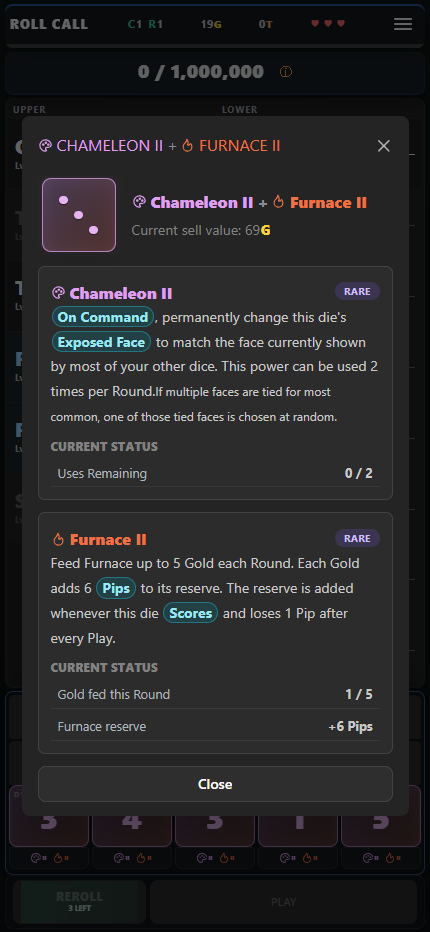 ROLL CALL C1 R1 19G 0T
0 / 1,000,000
UPPER LOWER
CHAMELEON II + FURNACE II
Chameleon II + Furnace II
Current sell value: 69G
Chameleon II RARE
On Command, permanently change this die's
Exposed Face to match the face currently shown
by most of your other dice. This power can be used 2
times per Round.If multiple faces are tied for most
common, one of those tied faces is chosen at random.
CURRENT STATUS
Uses Remaining 0 / 2
Furnace II RARE
Feed Furnace up to 5 Gold each Round. Each Gold
adds 6 Pips to its reserve. The reserve is added
whenever this die Scores and loses 1 Pip after
every Play.
CURRENT STATUS
Gold fed this Round 1 / 5
Furnace reserve +6 Pips
Close
3 4 3 1
REROLL PLAY
3 LEFT